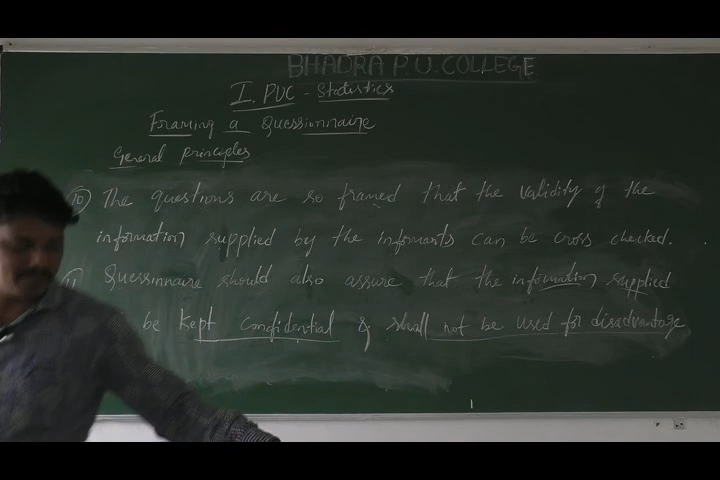 BHADRA P.U. COLLEGE
I. PUC - Statistics
Framing a Quessionnaire
General principles
10 The questions are so framed that the validity of the
information supplied by the informants can be cross checked.
11 Quessinnaire should also assure that the information supplied
be kept confidential & shall not be used for disadvantage